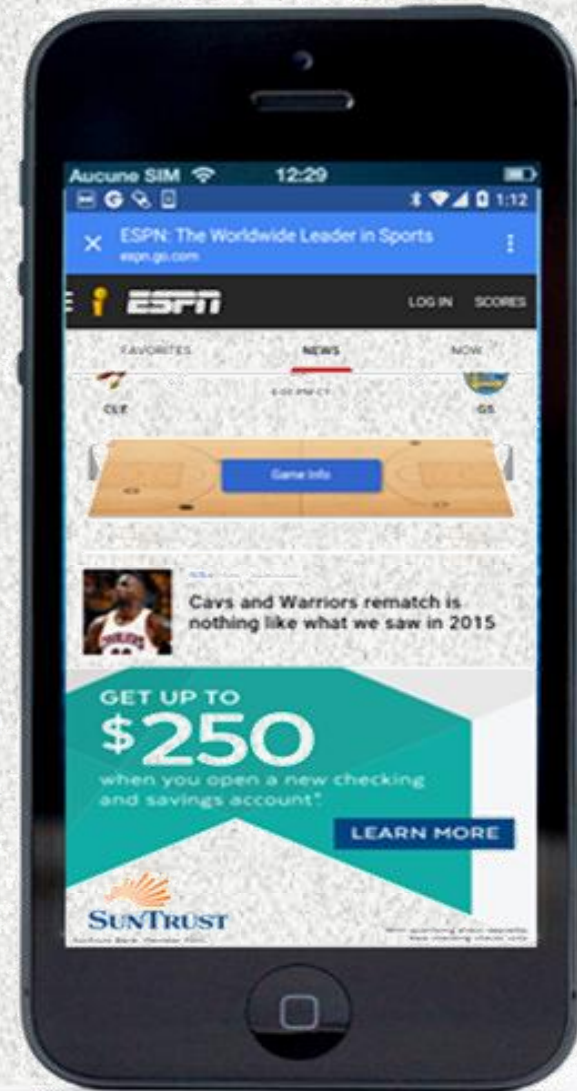 Aucune SIM 12:29
G 1:12
× ESPN: The Worldwide Leader in Sports
espn.go.com
ESPN LOG IN SCORES
FAVORITES NEWS NOW
CLE GS
Game Info
Cavs and Warriors rematch is
nothing like what we saw in 2015
GET UP TO
$250
when you open a new checking
and savings account*
LEARN MORE
SUNTRUST